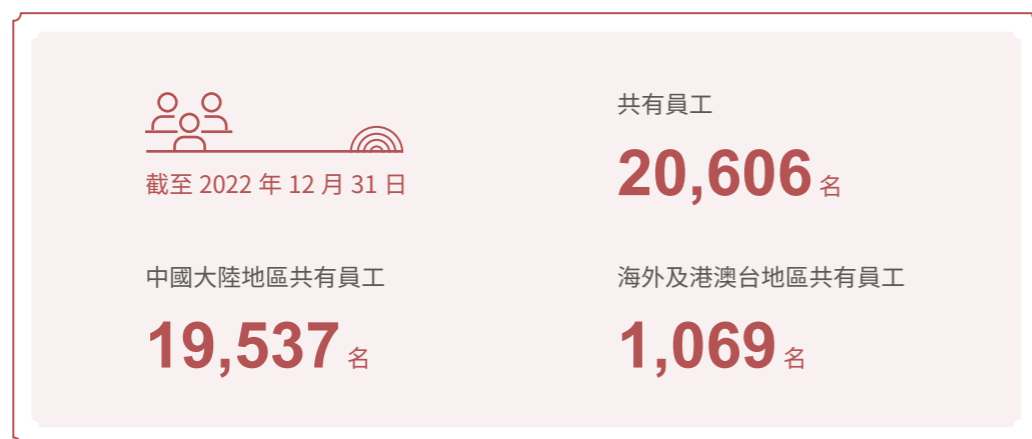 截至 2022 年 12 月 31 日
共有員工
20,606 名
中國大陸地區共有員工
19,537 名
海外及港澳台地區共有員工
1,069 名